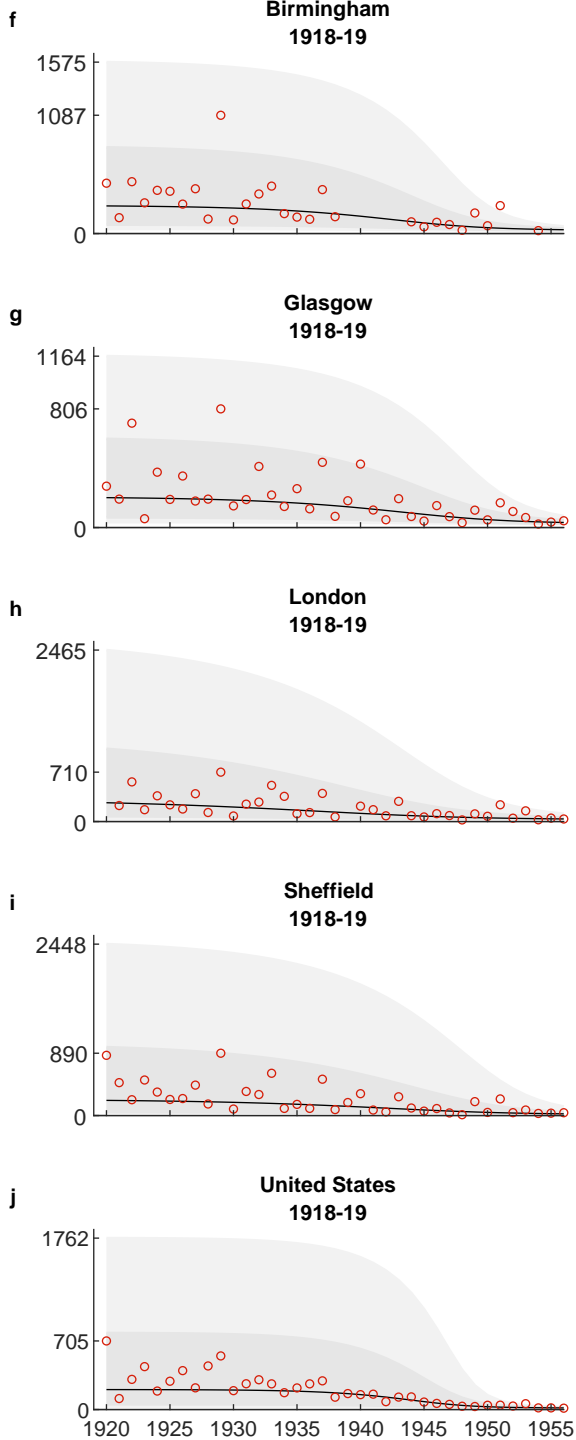 f
Birmingham
1918-19
1575
1087
0
g
Glasgow
1918-19
1164
806
0
h
London
1918-19
2465
710
0
i
Sheffield
1918-19
2448
890
0
j
United States
1918-19
1762
705
0
1920 1925 1930 1935 1940 1945 1950 1955